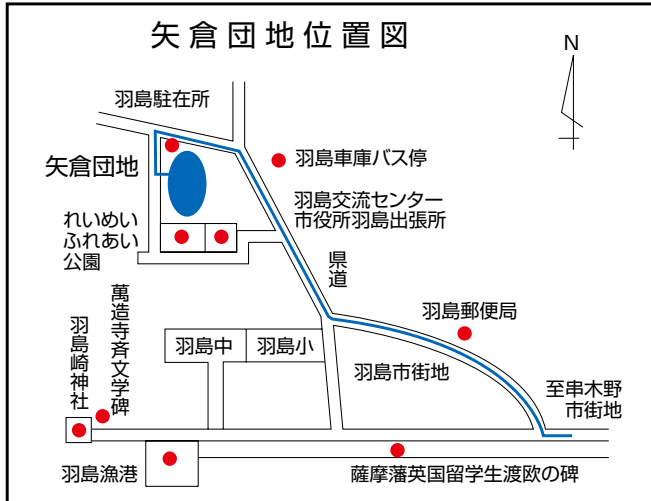 矢倉団地位置図
N
羽島駐在所
羽島車庫バス停
矢倉団地
羽島交流センター
市役所羽島出張所
れいめい
ふれあい
公園
県道
萬造寺斉文学碑
羽島崎神社
羽島郵便局
羽島中
羽島小
羽島市街地
至串木野
市街地
羽島漁港
薩摩藩英国留学生渡欧の碑